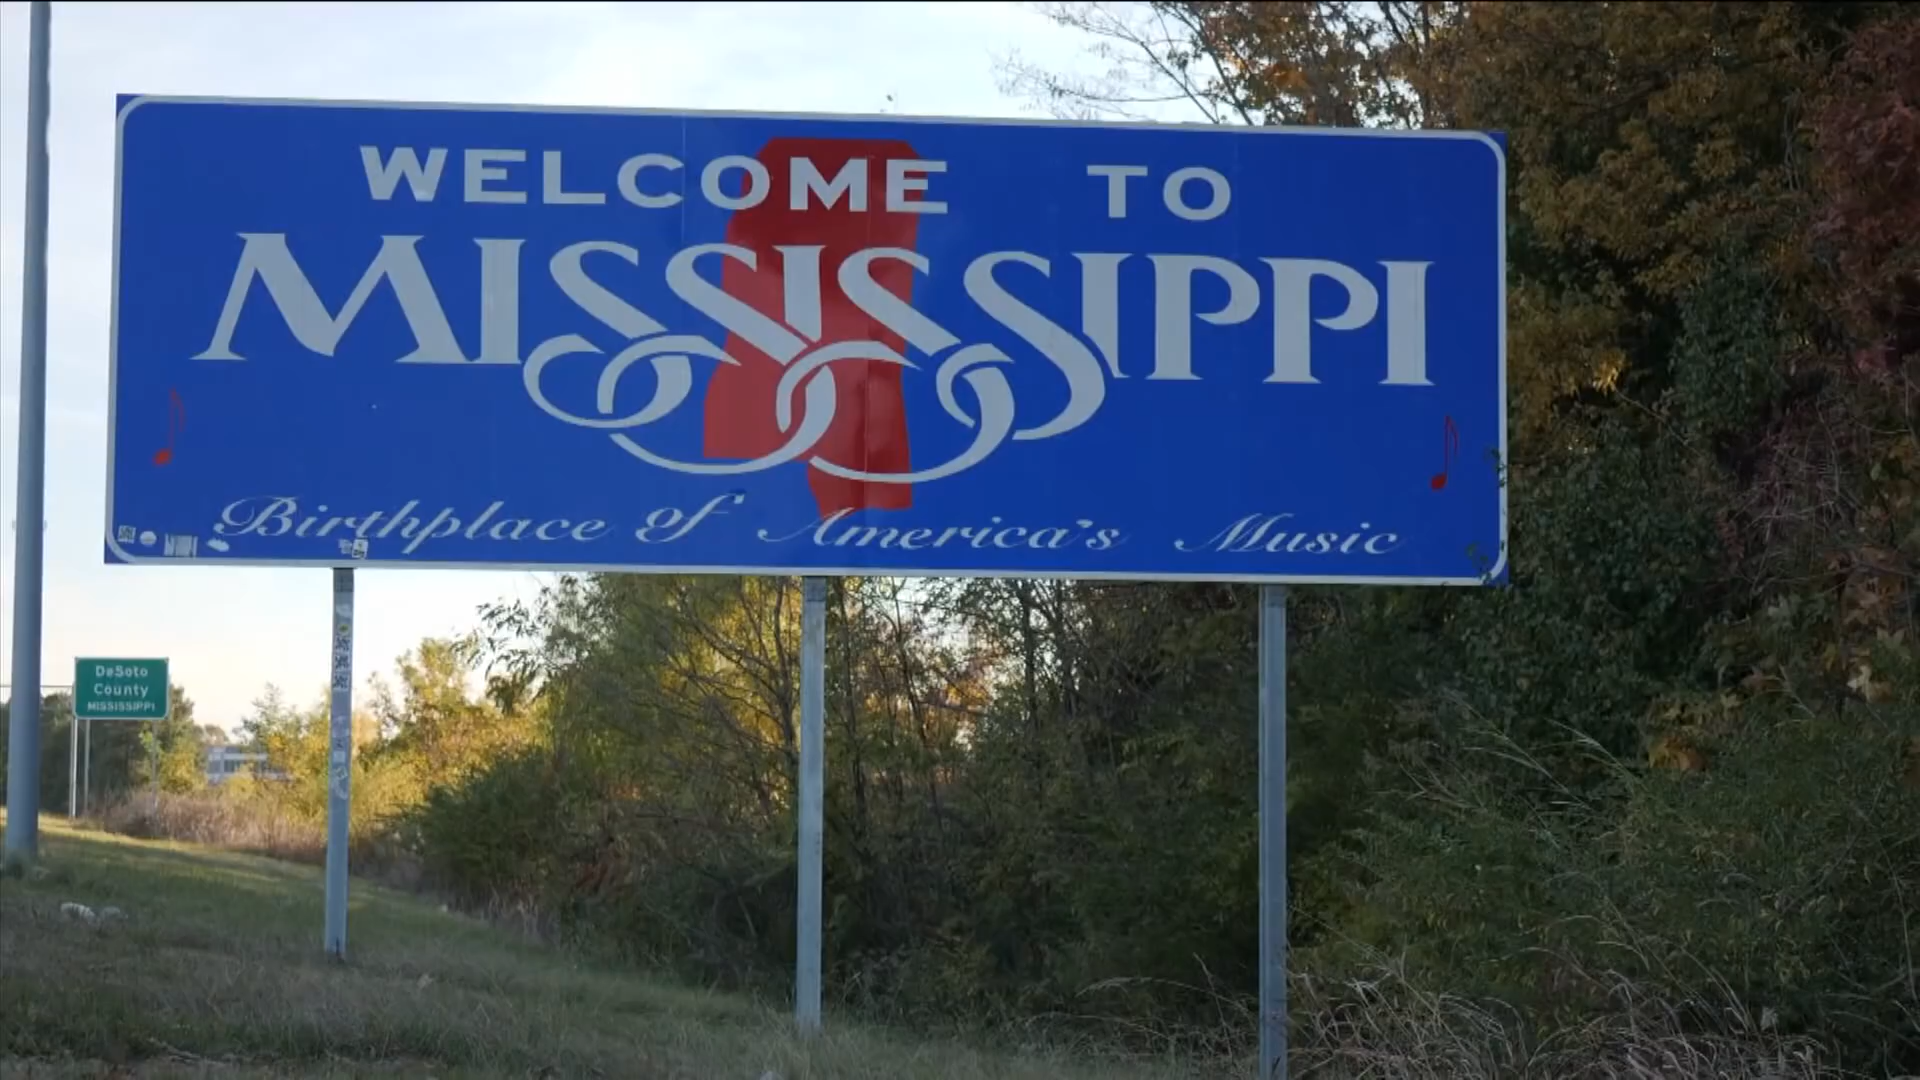 WELCOME TO
MISSISSIPPI
Birthplace of America's Music
DeSoto
County
MISSISSIPPI